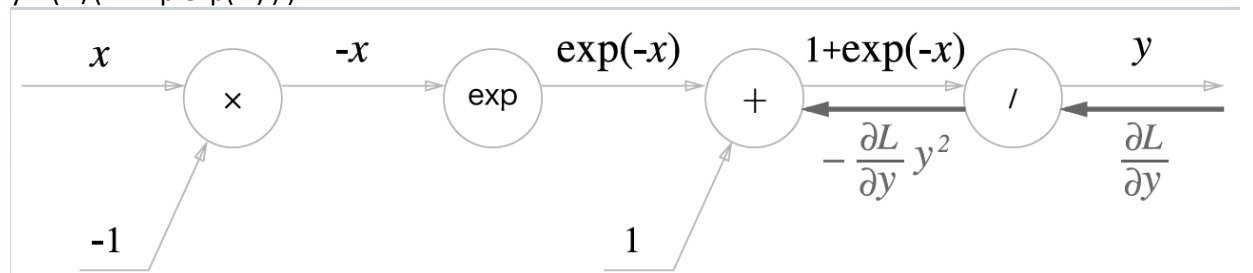 x
-x
exp(-x)
1+exp(-x)
y
×
exp
+
/
- ∂L/∂y y²
∂L/∂y
-1
1